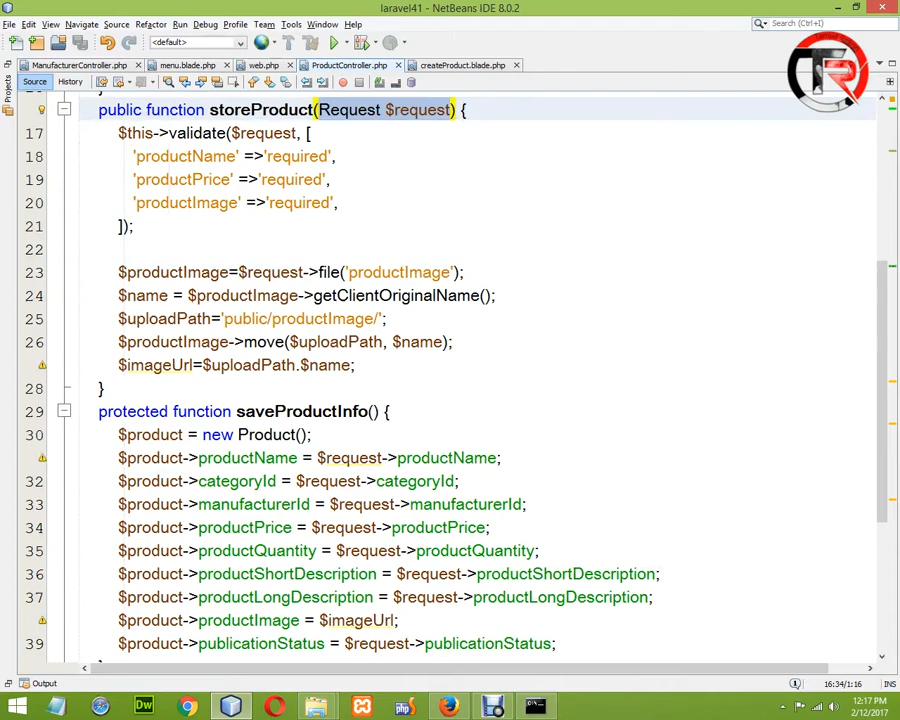 laravel41 - NetBeans IDE 8.0.2
File Edit View Navigate Source Refactor Run Debug Profile Team Tools Window Help
<default>
Search (Ctrl+I)
ManufacturerController.php menu.blade.php web.php ProductController.php createProduct.blade.php
Source History
Projects
public function storeProduct(Request $request) {
17 $this->validate($request, [
18 'productName' =>'required',
19 'productPrice' =>'required',
20 'productImage' =>'required',
21 ]);
22
23 $productImage=$request->file('productImage');
24 $name = $productImage->getClientOriginalName();
25 $uploadPath='public/productImage/';
26 $productImage->move($uploadPath, $name);
$imageUrl=$uploadPath.$name;
28 }
29 protected function saveProductInfo() {
30 $product = new Product();
$product->productName = $request->productName;
32 $product->categoryId = $request->categoryId;
33 $product->manufacturerId = $request->manufacturerId;
34 $product->productPrice = $request->productPrice;
35 $product->productQuantity = $request->productQuantity;
36 $product->productShortDescription = $request->productShortDescription;
37 $product->productLongDescription = $request->productLongDescription;
$product->productImage = $imageUrl;
39 $product->publicationStatus = $request->publicationStatus;
Output
16:34/1:16 INS
Dw
php
12:17 PM
2/12/2017